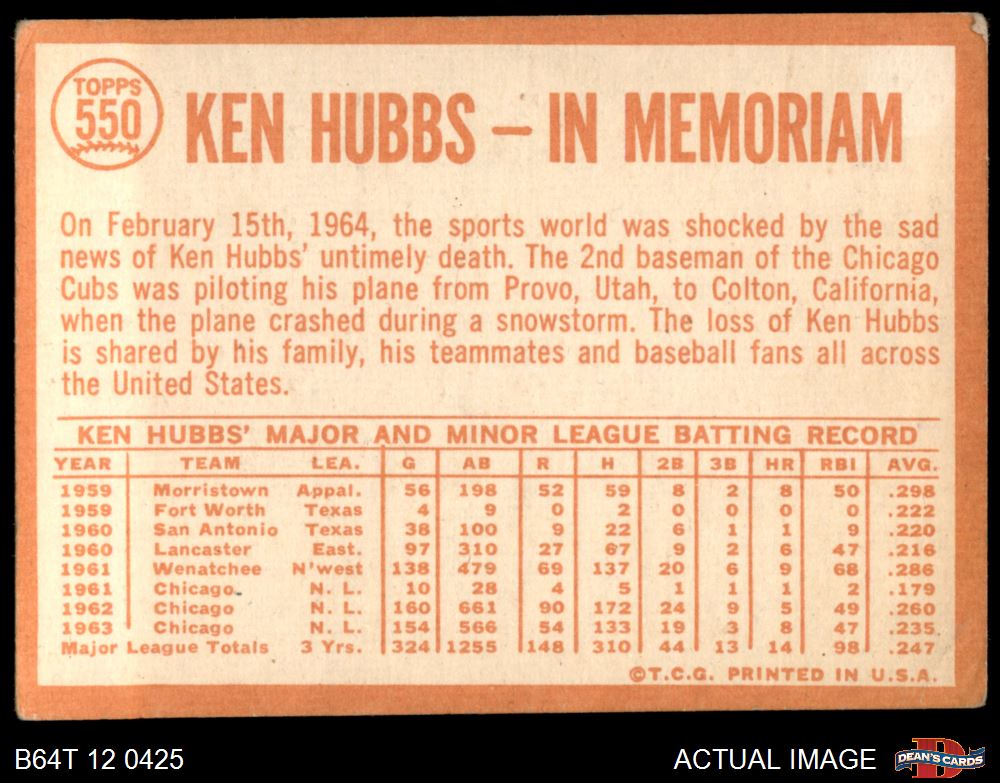 TOPPS
550
KEN HUBBS — IN MEMORIAM
On February 15th, 1964, the sports world was shocked by the sad
news of Ken Hubbs' untimely death. The 2nd baseman of the Chicago
Cubs was piloting his plane from Provo, Utah, to Colton, California,
when the plane crashed during a snowstorm. The loss of Ken Hubbs
is shared by his family, his teammates and baseball fans all across
the United States.
KEN HUBBS' MAJOR AND MINOR LEAGUE BATTING RECORD
YEAR TEAM LEA. G AB R H 2B 3B HR RBI AVG.
1959 Morristown Appal. 56 198 52 59 8 2 8 50 .298
1959 Fort Worth Texas 4 9 0 2 0 0 0 0 .222
1960 San Antonio Texas 38 100 9 22 6 1 1 9 .220
1960 Lancaster East. 97 310 27 67 9 2 6 47 .216
1961 Wenatchee N'west 138 479 69 137 20 6 9 68 .286
1961 Chicago N. L. 10 28 4 5 1 1 1 2 .179
1962 Chicago N. L. 160 661 90 172 24 9 5 49 .260
1963 Chicago N. L. 154 566 54 133 19 3 8 47 .235
Major League Totals 3 Yrs. 324 1255 148 310 44 13 14 98 .247
©T.C.G. PRINTED IN U.S.A.
B64T 12 0425 ACTUAL IMAGE D DEAN'S CARDS